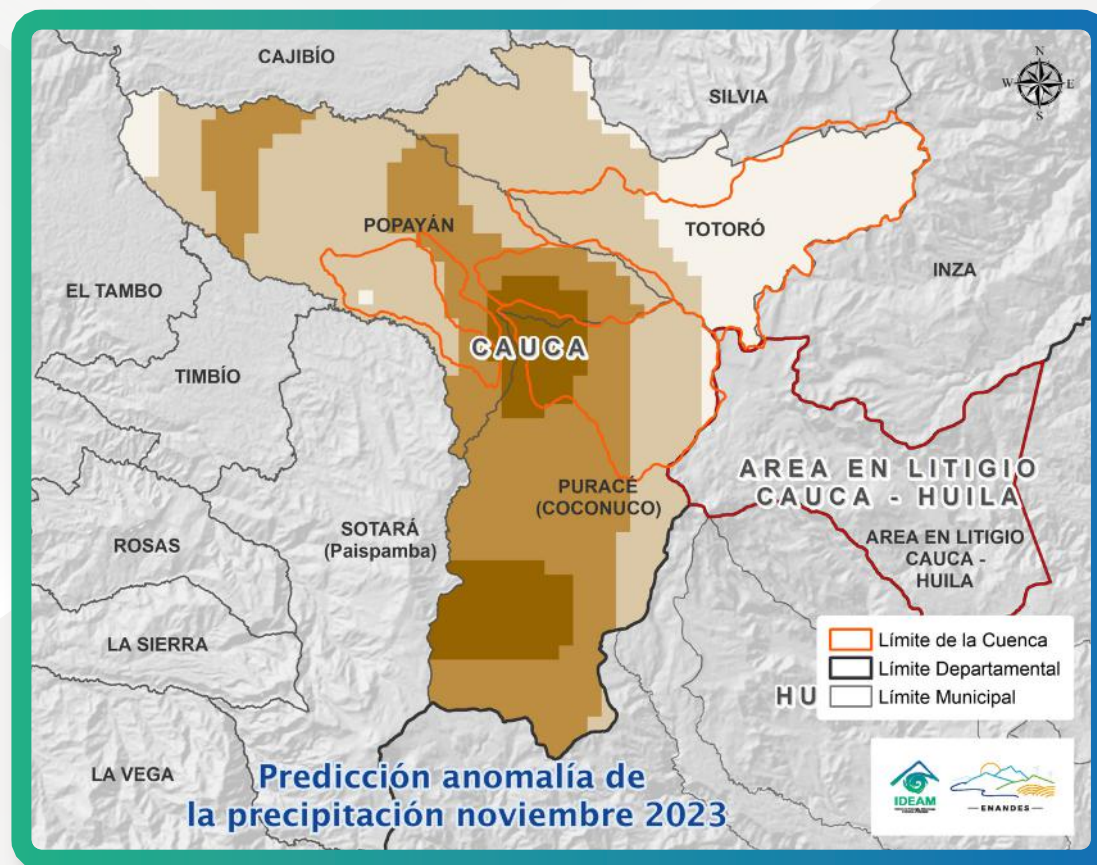 CAJIBÍO
N
W
E
S
SILVIA
POPAYÁN
TOTORÓ
INZA
EL TAMBO
CAUCA
TIMBÍO
AREA EN LITIGIO
CAUCA - HUILA
PURACÉ
(COCONUCO)
SOTARÁ
(Paispamba)
AREA EN LITIGIO
CAUCA -
HUILA
ROSAS
LA SIERRA
Límite de la Cuenca
Límite Departamental
Límite Municipal
HU
LA VEGA
Predicción anomalía de
la precipitación noviembre 2023
IDEAM
ENANDES